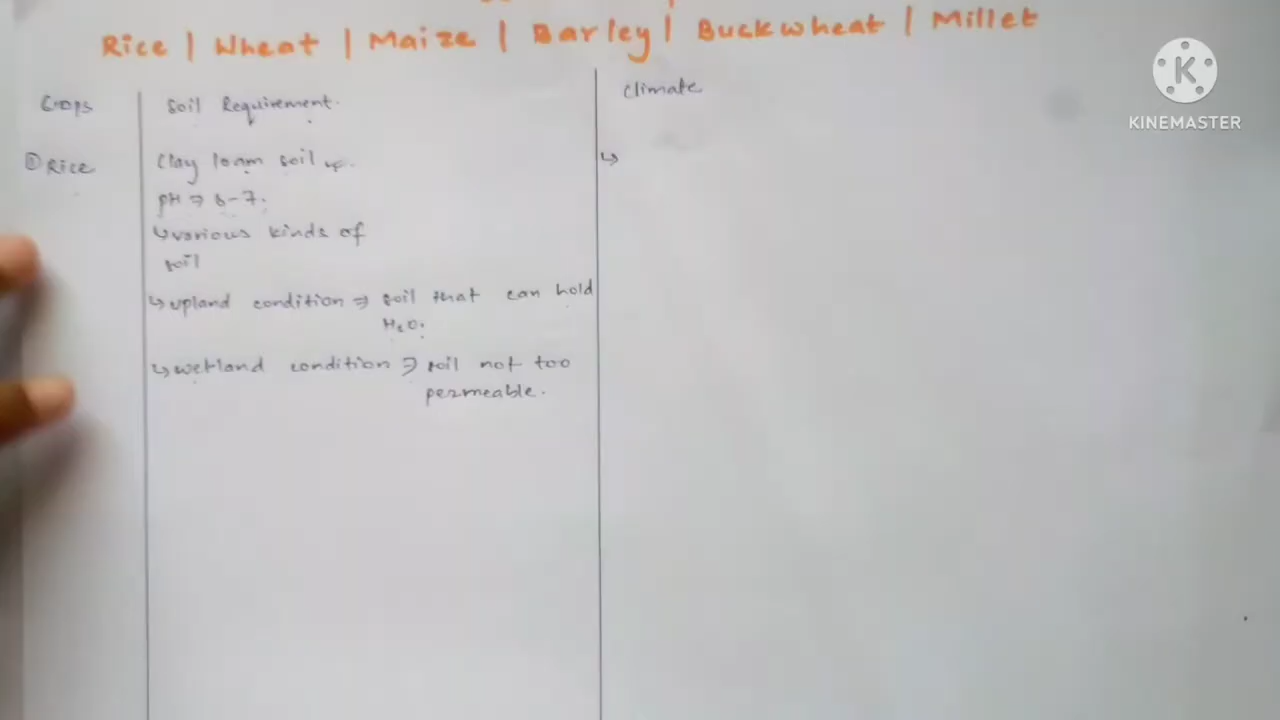 Rice | Wheat | Maize | Barley | Buckwheat | Millet
Crops
Soil Requirement.
Climate
① Rice
Clay loam soil
pH ⇒ 6-7.
↳ various kinds of
soil
↳ upland condition ⇒ soil that can hold
H₂O.
↳ wetland condition ⇒ soil not too
permeable.
↳
KINEMASTER